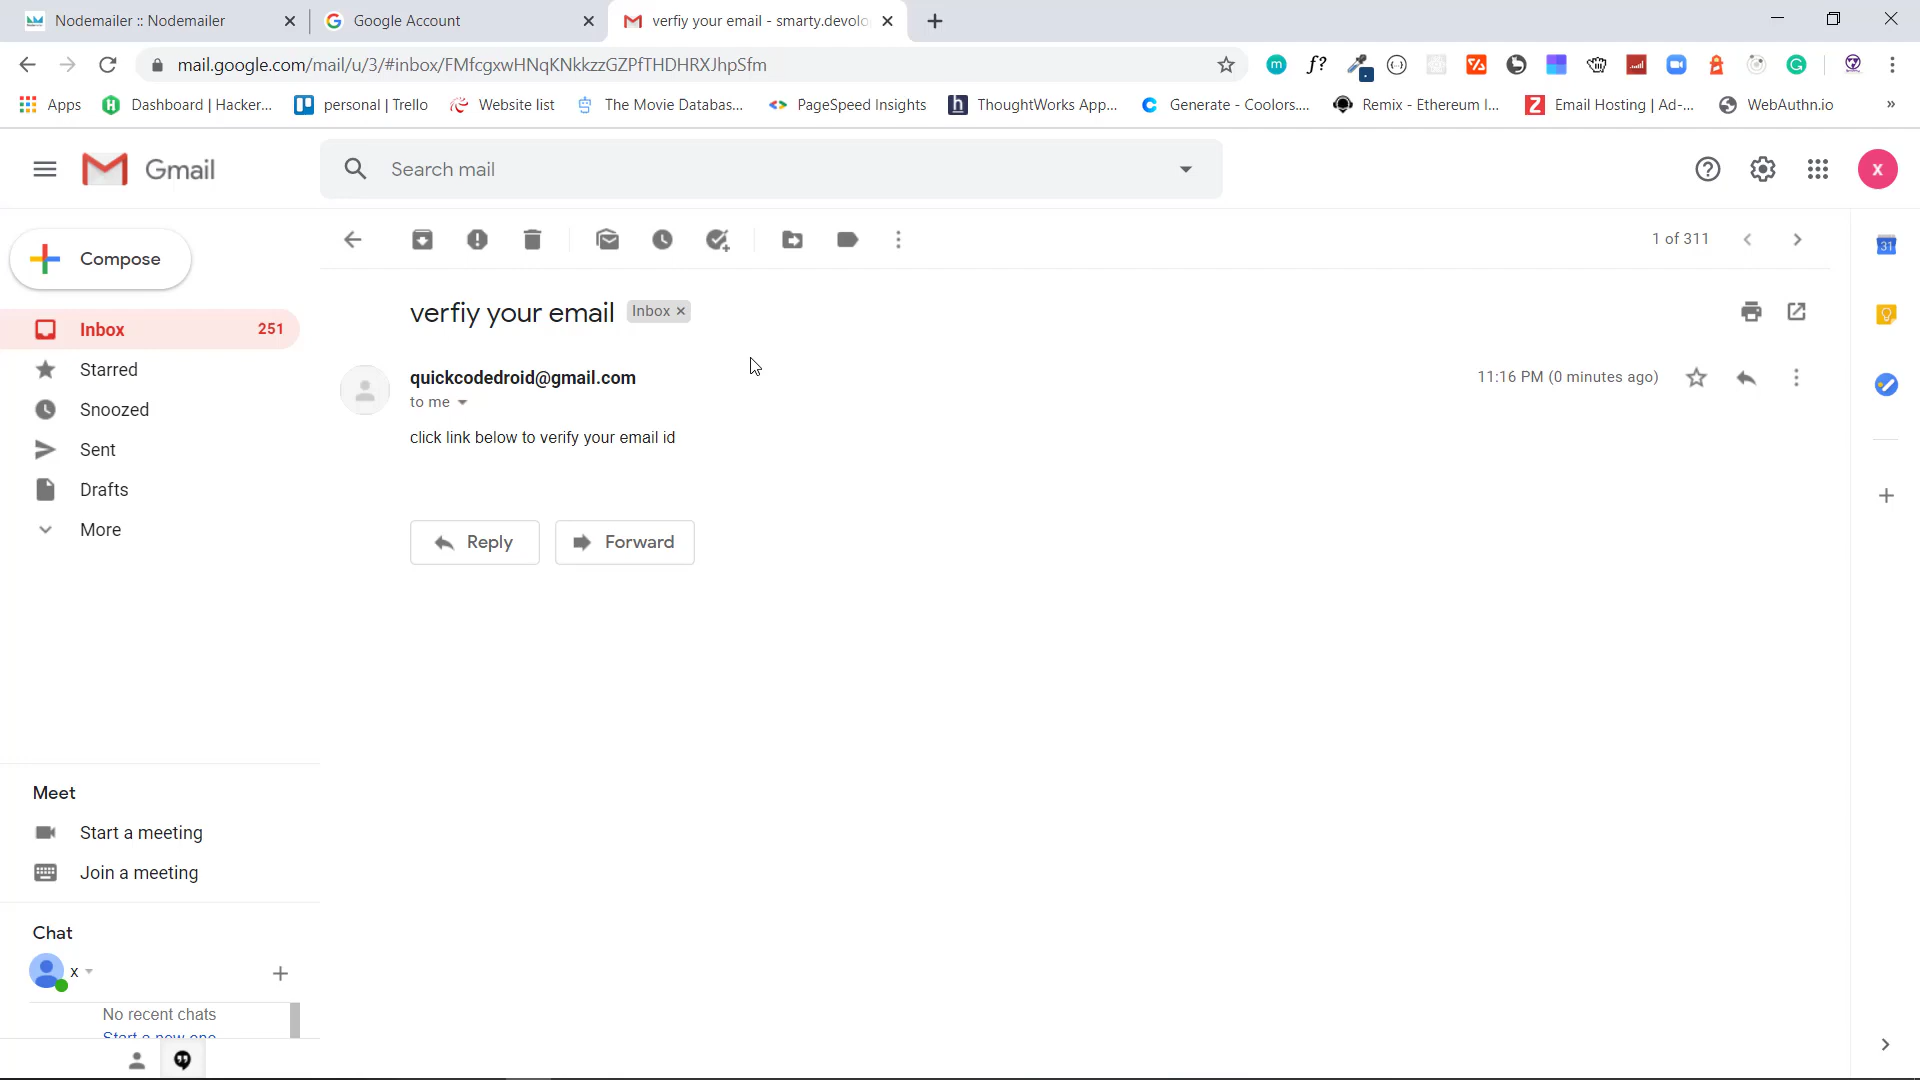 Nodemailer :: Nodemailer
Google Account
verfiy your email - smarty.devolo
mail.google.com/mail/u/3/#inbox/FMfcgxwHNqKNkkzzGZPfTHDHRXJhpSfm
Apps
Dashboard | Hacker...
personal | Trello
Website list
The Movie Databas...
PageSpeed Insights
ThoughtWorks App...
Generate - Coolors....
Remix - Ethereum I...
Email Hosting | Ad-...
WebAuthn.io
Gmail
Search mail
x
Compose
1 of 311
Inbox 251
Starred
Snoozed
Sent
Drafts
More
verfiy your email Inbox
quickcodedroid@gmail.com
11:16 PM (0 minutes ago)
to me
click link below to verify your email id
Reply
Forward
31
Meet
Start a meeting
Join a meeting
Chat
x
No recent chats
Start a new one